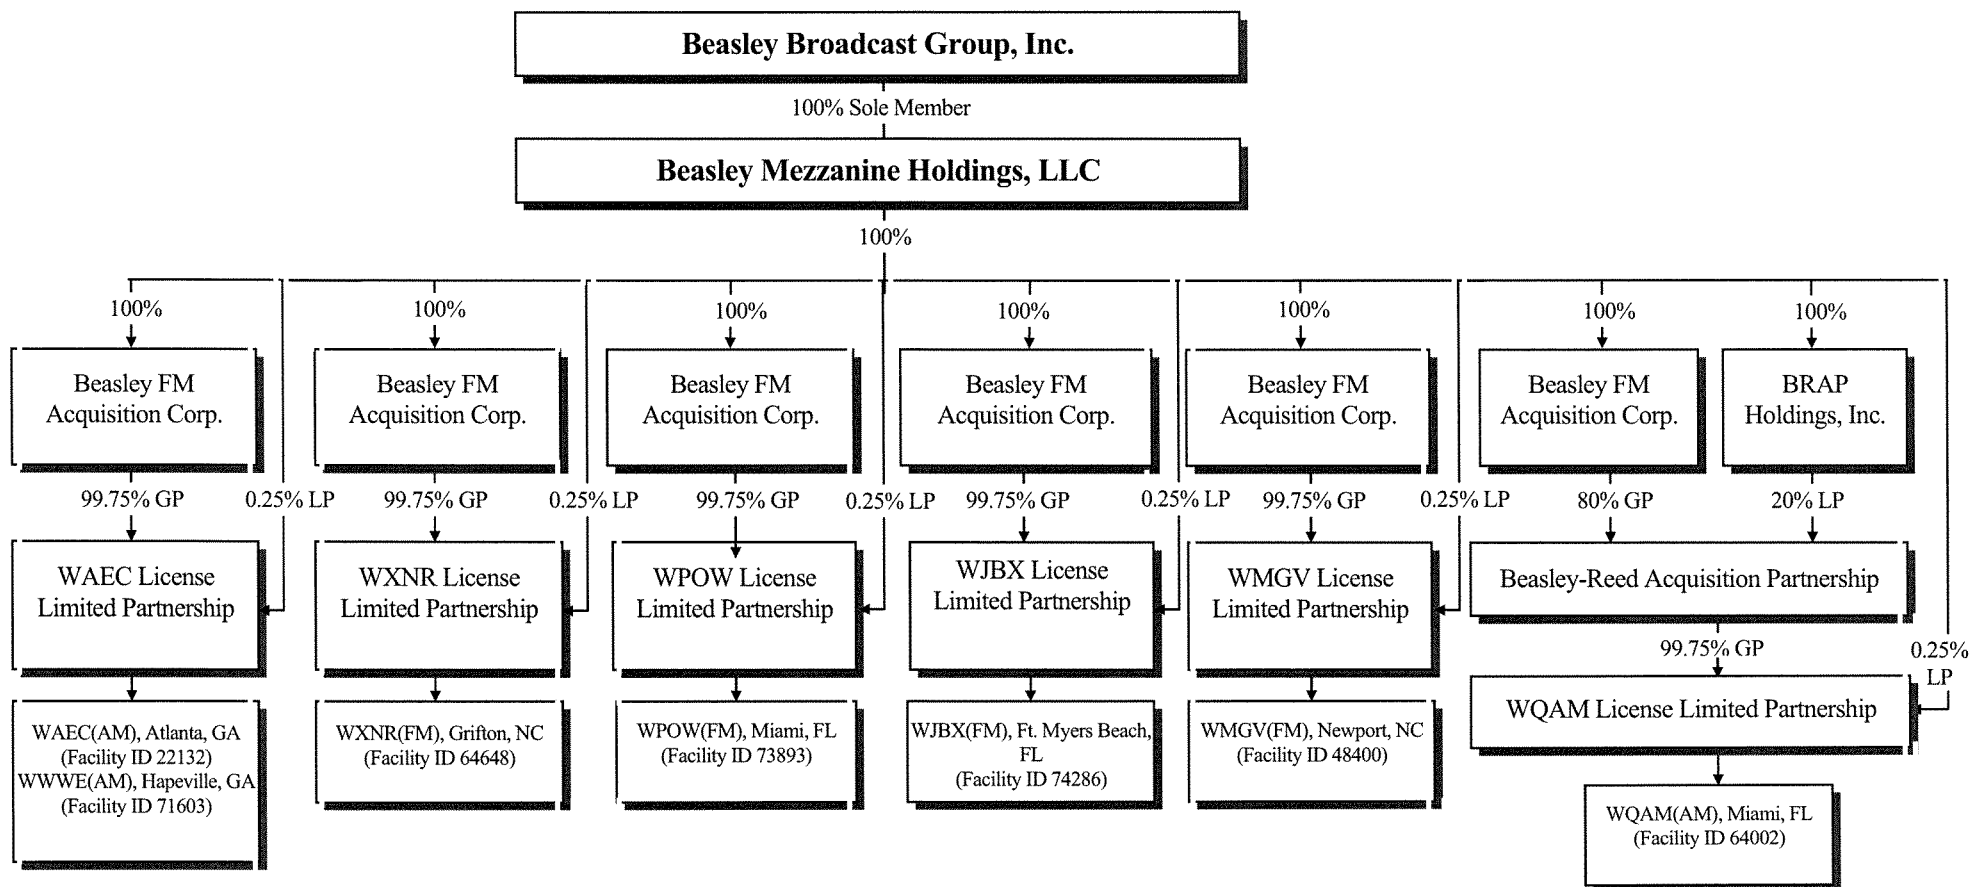 Beasley Broadcast Group, Inc.
100% Sole Member
Beasley Mezzanine Holdings, LLC
100%
100%
100%
100%
100%
100%
100%
100%
Beasley FM
Acquisition Corp.
Beasley FM
Acquisition Corp.
Beasley FM
Acquisition Corp.
Beasley FM
Acquisition Corp.
Beasley FM
Acquisition Corp.
Beasley FM
Acquisition Corp.
BRAP
Holdings, Inc.
99.75% GP
0.25% LP
99.75% GP
0.25% LP
99.75% GP
0.25% LP
99.75% GP
0.25% LP
99.75% GP
0.25% LP
80% GP
20% LP
WAEC License
Limited Partnership
WXNR License
Limited Partnership
WPOW License
Limited Partnership
WJBX License
Limited Partnership
WMGV License
Limited Partnership
Beasley-Reed Acquisition Partnership
99.75% GP
0.25%
LP
WQAM License Limited Partnership
WAEC(AM), Atlanta, GA
(Facility ID 22132)
WWWE(AM), Hapeville, GA
(Facility ID 71603)
WXNR(FM), Grifton, NC
(Facility ID 64648)
WPOW(FM), Miami, FL
(Facility ID 73893)
WJBX(FM), Ft. Myers Beach,
FL
(Facility ID 74286)
WMGV(FM), Newport, NC
(Facility ID 48400)
WQAM(AM), Miami, FL
(Facility ID 64002)